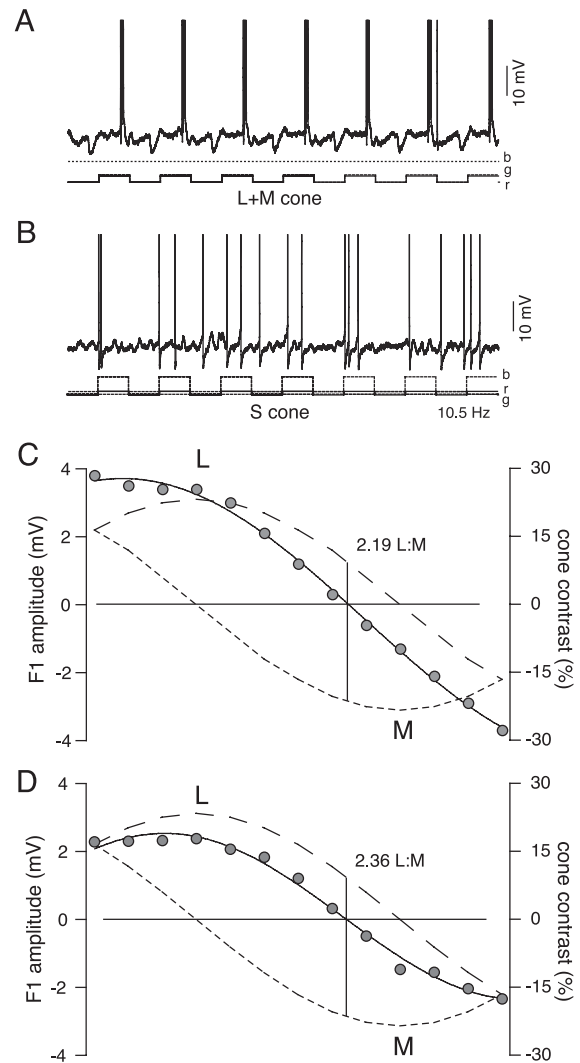 A
10 mV
b
g
r
L+M cone
B
10 mV
b
r
g
S cone
10.5 Hz
C
L
4
30
2
15
2.19 L:M
0
0
-2
-15
-4
-30
M
F1 amplitude (mV)
cone contrast (%)
D
L
4
30
2
15
2.36 L:M
0
0
-2
-15
-4
-30
M
F1 amplitude (mV)
cone contrast (%)